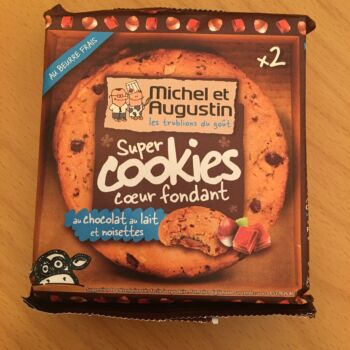 AU BEURRE FRAIS
x2
Michel et
Augustin
les trublions du goût
Super
cookies
coeur fondant
au chocolat au lait
et noisettes